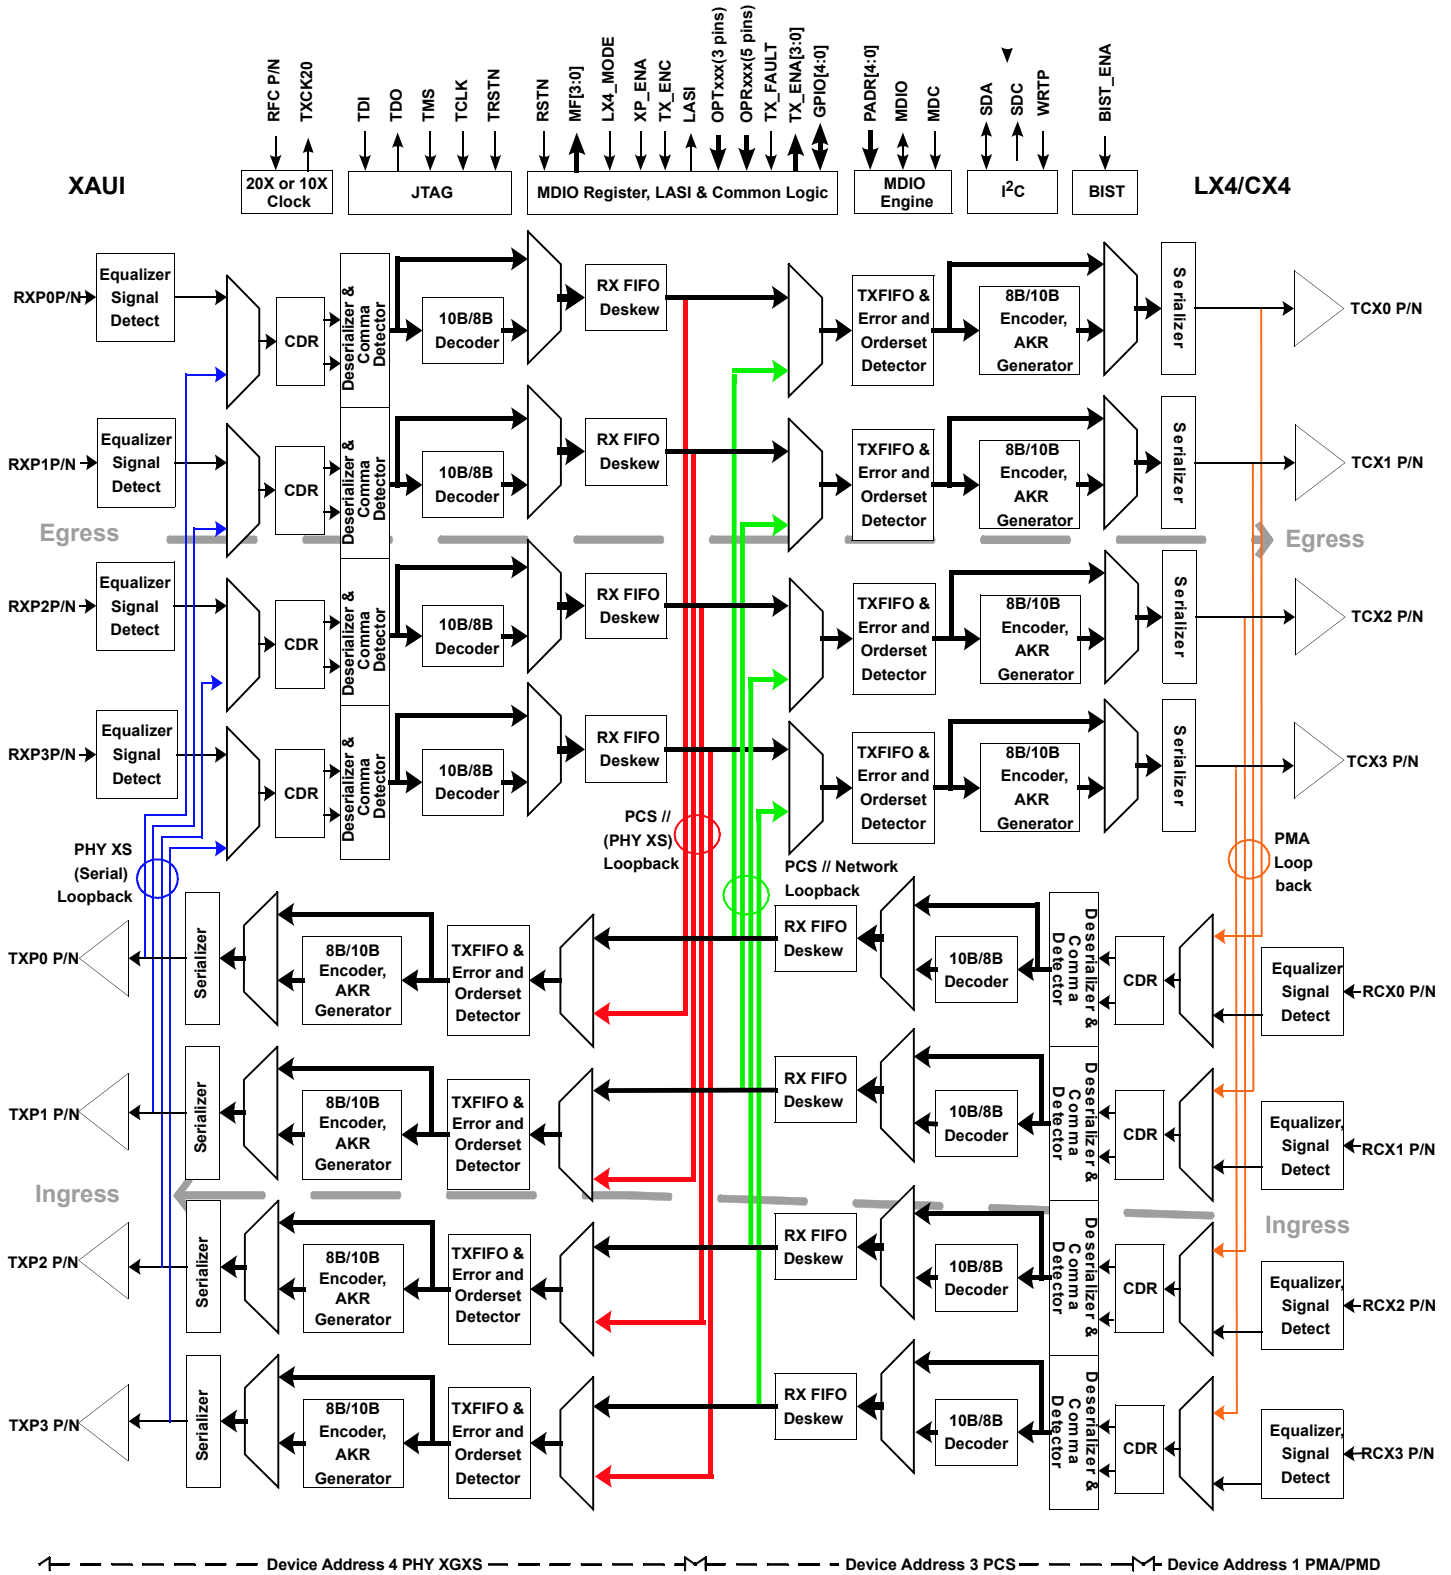 RFC P/N
TXCK20
TDI
TDO
TMS
TCLK
TRSTN
RSTN
MF[3:0]
LX4_MODE
XP_ENA
TX_ENC
LASI
OPTxxx(3 pins)
OPRxxx(5 pins)
TX_FAULT
TX_ENA[3:0]
GPIO[4:0]
PADR[4:0]
MDIO
MDC
SDA
SDC
WRTP
BIST_ENA
XAUI
20X or 10X
Clock
JTAG
MDIO Register, LASI & Common Logic
MDIO
Engine
I2C
BIST
LX4/CX4
RXP0P/N
Equalizer
Signal
Detect
CDR
Deserializer &
Comma
Detector
10B/8B
Decoder
RX FIFO
Deskew
TXFIFO &
Error and
Orderset
Detector
8B/10B
Encoder,
AKR
Generator
Serializer
TCX0 P/N
RXP1P/N
Equalizer
Signal
Detect
CDR
Deserializer &
Comma
Detector
10B/8B
Decoder
RX FIFO
Deskew
TXFIFO &
Error and
Orderset
Detector
8B/10B
Encoder,
AKR
Generator
Serializer
TCX1 P/N
Egress
Egress
RXP2P/N
Equalizer
Signal
Detect
CDR
Deserializer &
Comma
Detector
10B/8B
Decoder
RX FIFO
Deskew
TXFIFO &
Error and
Orderset
Detector
8B/10B
Encoder,
AKR
Generator
Serializer
TCX2 P/N
RXP3P/N
Equalizer
Signal
Detect
CDR
Deserializer &
Comma
Detector
10B/8B
Decoder
RX FIFO
Deskew
TXFIFO &
Error and
Orderset
Detector
8B/10B
Encoder,
AKR
Generator
Serializer
TCX3 P/N
PHY XS
(Serial)
Loopback
PCS //
(PHY XS)
Loopback
PCS // Network
Loopback
PMA
Loop
back
TXP0 P/N
Serializer
8B/10B
Encoder,
AKR
Generator
TXFIFO &
Error and
Orderset
Detector
RX FIFO
Deskew
10B/8B
Decoder
Deserializer &
Comma
Detector
CDR
Equalizer
Signal
Detect
RCX0 P/N
TXP1 P/N
Serializer
8B/10B
Encoder,
AKR
Generator
TXFIFO &
Error and
Orderset
Detector
RX FIFO
Deskew
10B/8B
Decoder
Deserializer &
Comma
Detector
CDR
Equalizer,
Signal
Detect
RCX1 P/N
Ingress
Ingress
TXP2 P/N
Serializer
8B/10B
Encoder,
AKR
Generator
TXFIFO &
Error and
Orderset
Detector
RX FIFO
Deskew
10B/8B
Decoder
Deserializer &
Comma
Detector
CDR
Equalizer,
Signal
Detect
RCX2 P/N
TXP3 P/N
Serializer
8B/10B
Encoder,
AKR
Generator
TXFIFO &
Error and
Orderset
Detector
RX FIFO
Deskew
10B/8B
Decoder
Deserializer &
Comma
Detector
CDR
Equalizer,
Signal
Detect
RCX3 P/N
Device Address 4 PHY XGXS
Device Address 3 PCS
Device Address 1 PMA/PMD